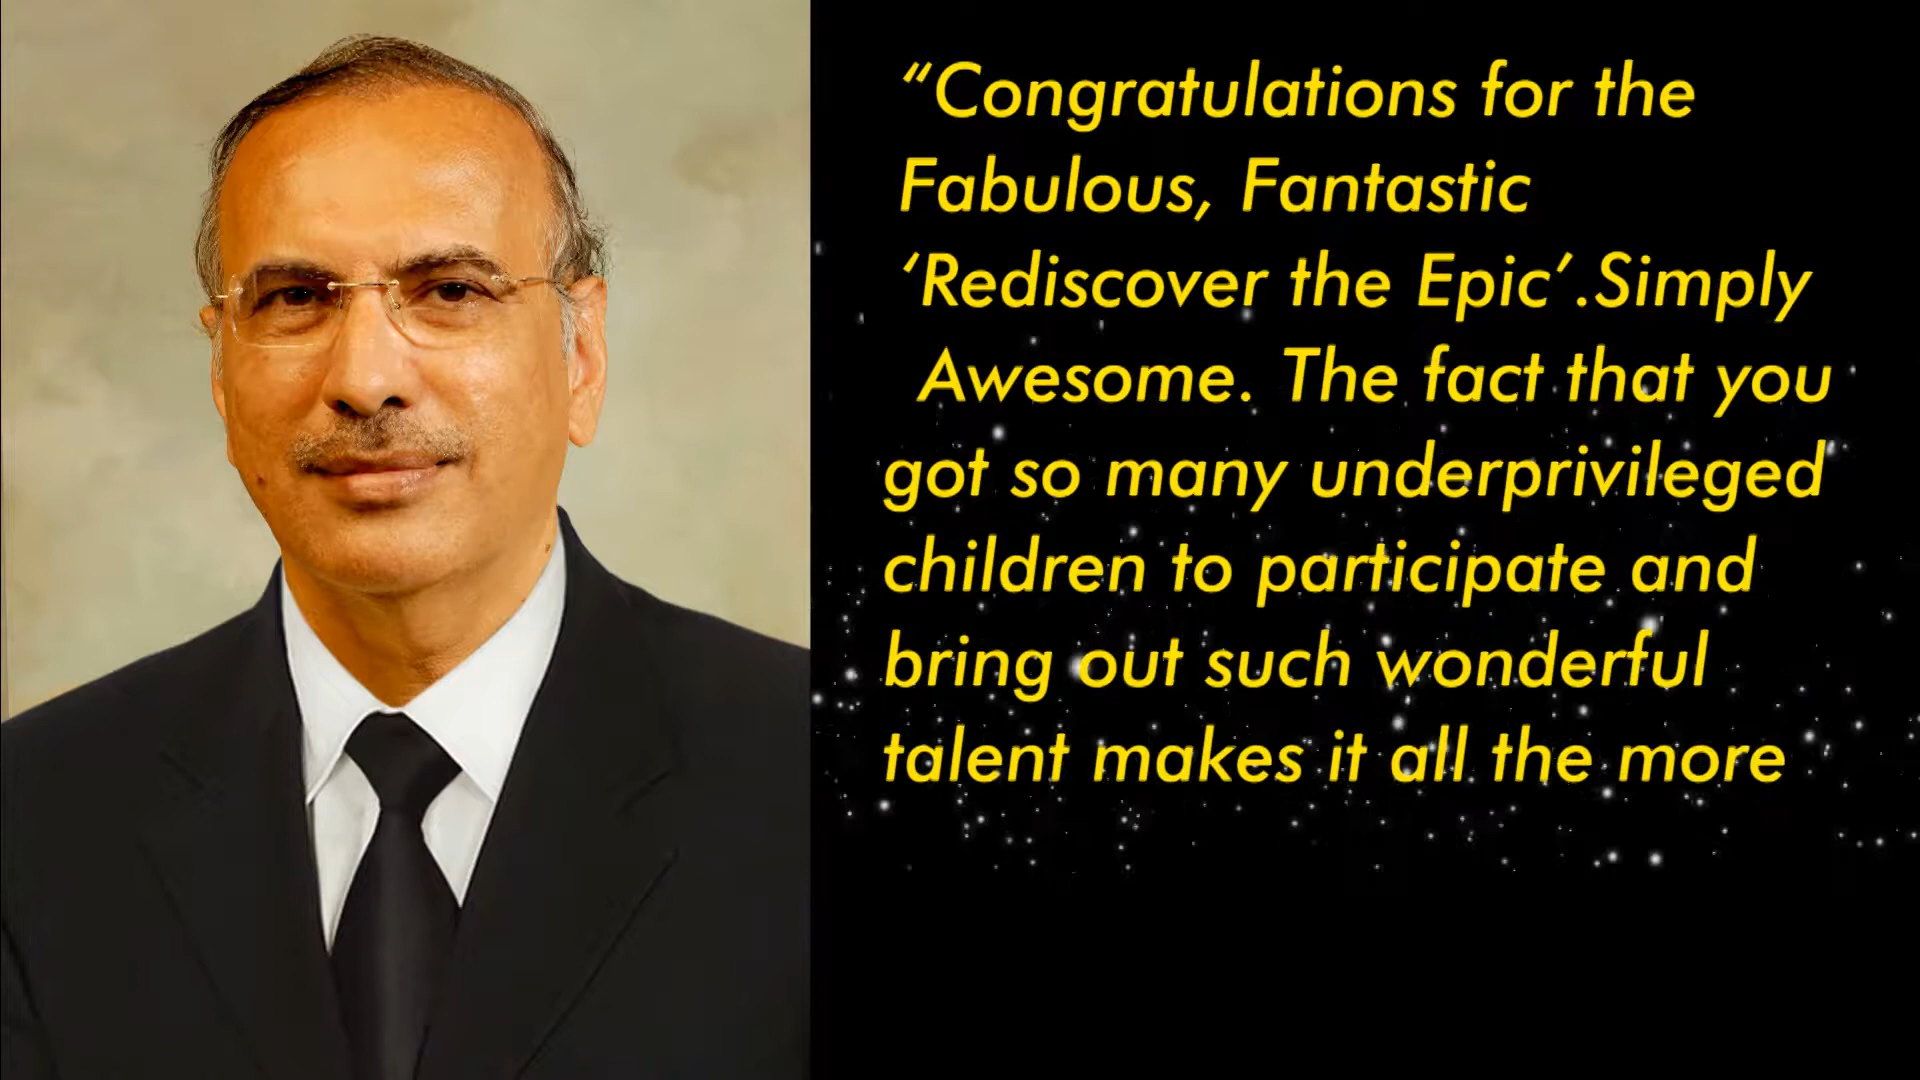 “Congratulations for the
Fabulous, Fantastic
‘Rediscover the Epic’.Simply
Awesome. The fact that you
got so many underprivileged
children to participate and
bring out such wonderful
talent makes it all the more